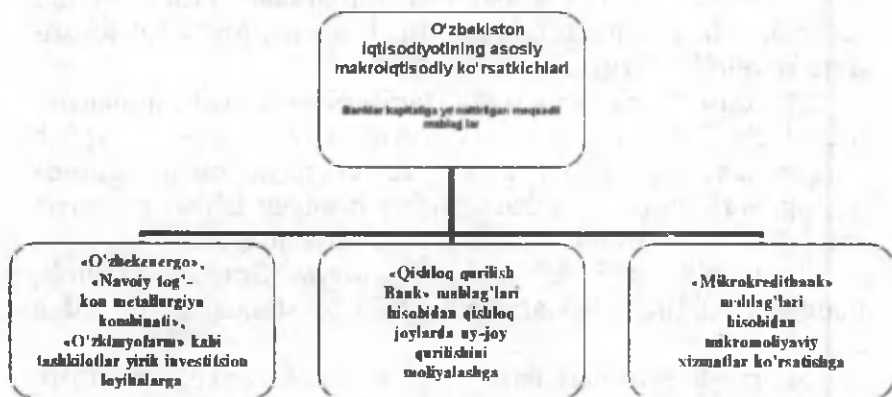 O'zbekiston
iqtisodiyotining asosiy
makroiqtisodiy ko'rsatkichlari
Banklar kapitaliga yo'naltirilgan maqsadli
mablag'lar
«O'zbekenergo»
«Navoiy tog'-
kon metallurgiya
kombinati»,
«O'zkimyofarm» kabi
tashkilotlar yirik investitsion
loyihalarga
«Qishloq qurilish
Bank» mablag'lari
hisobidan qishloq
joylarda uy-joy
qurilishini
moliyalashga
«Mikrokreditbank»
mablag'lari
hisobidan
mikromoliyaviy
xizmatlar ko'rsatishga